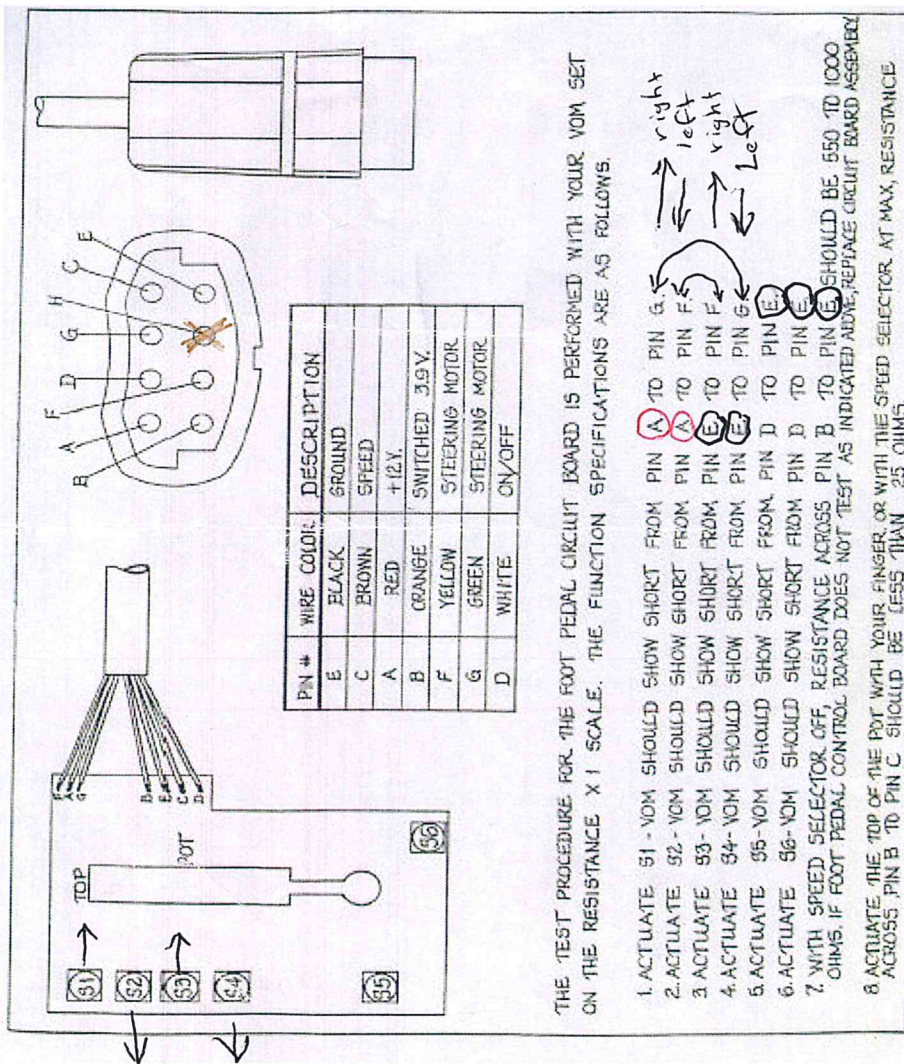 TOP
POT
S1
S2
S3
S4
S5
S6
A
G
B
E
C
D
A
D
G
H
C
B
F
E
PIN # WIRE COLOR DESCRIPTION
E BLACK GROUND
C BROWN SPEED
A RED +12V.
B ORANGE SWITCHED 3.9V.
F YELLOW STEERING MOTOR
G GREEN STEERING MOTOR
D WHITE ON/OFF
THE TEST PROCEDURE FOR THE FOOT PEDAL CIRCUIT BOARD IS PERFORMED WITH YOUR VOM SET
ON THE RESISTANCE X 1 SCALE. THE FUNCTION SPECIFICATIONS ARE AS FOLLOWS.
1. ACTUATE S1 - VOM SHOULD SHOW SHORT FROM PIN A TO PIN G. right
2. ACTUATE S2 - VOM SHOULD SHOW SHORT FROM PIN A TO PIN F. left
3 ACTUATE S3 - VOM SHOULD SHOW SHORT FROM PIN E TO PIN F right
4. ACTUATE S4 - VOM SHOULD SHOW SHORT FROM PIN E TO PIN G. Left
5. ACTUATE S5 - VOM SHOULD SHOW SHORT FROM PIN D TO PIN E
6. ACTUATE S6 - VOM SHOULD SHOW SHORT FROM PIN D TO PIN E
7. WITH SPEED SELECTOR OFF, RESISTANCE ACROSS PIN B TO PIN E SHOULD BE 550 TO 1000
OHMS. IF FOOT PEDAL CONTROL BOARD DOES NOT TEST AS INDICATED ABOVE, REPLACE CIRCUIT BOARD ASSEMBLY
8 ACTUATE THE TOP OF THE POT WITH YOUR FINGER, OR WITH THE SPEED SELECTOR AT MAX, RESISTANCE
ACROSS PIN B TO PIN C SHOULD BE LESS THAN 25 OHMS